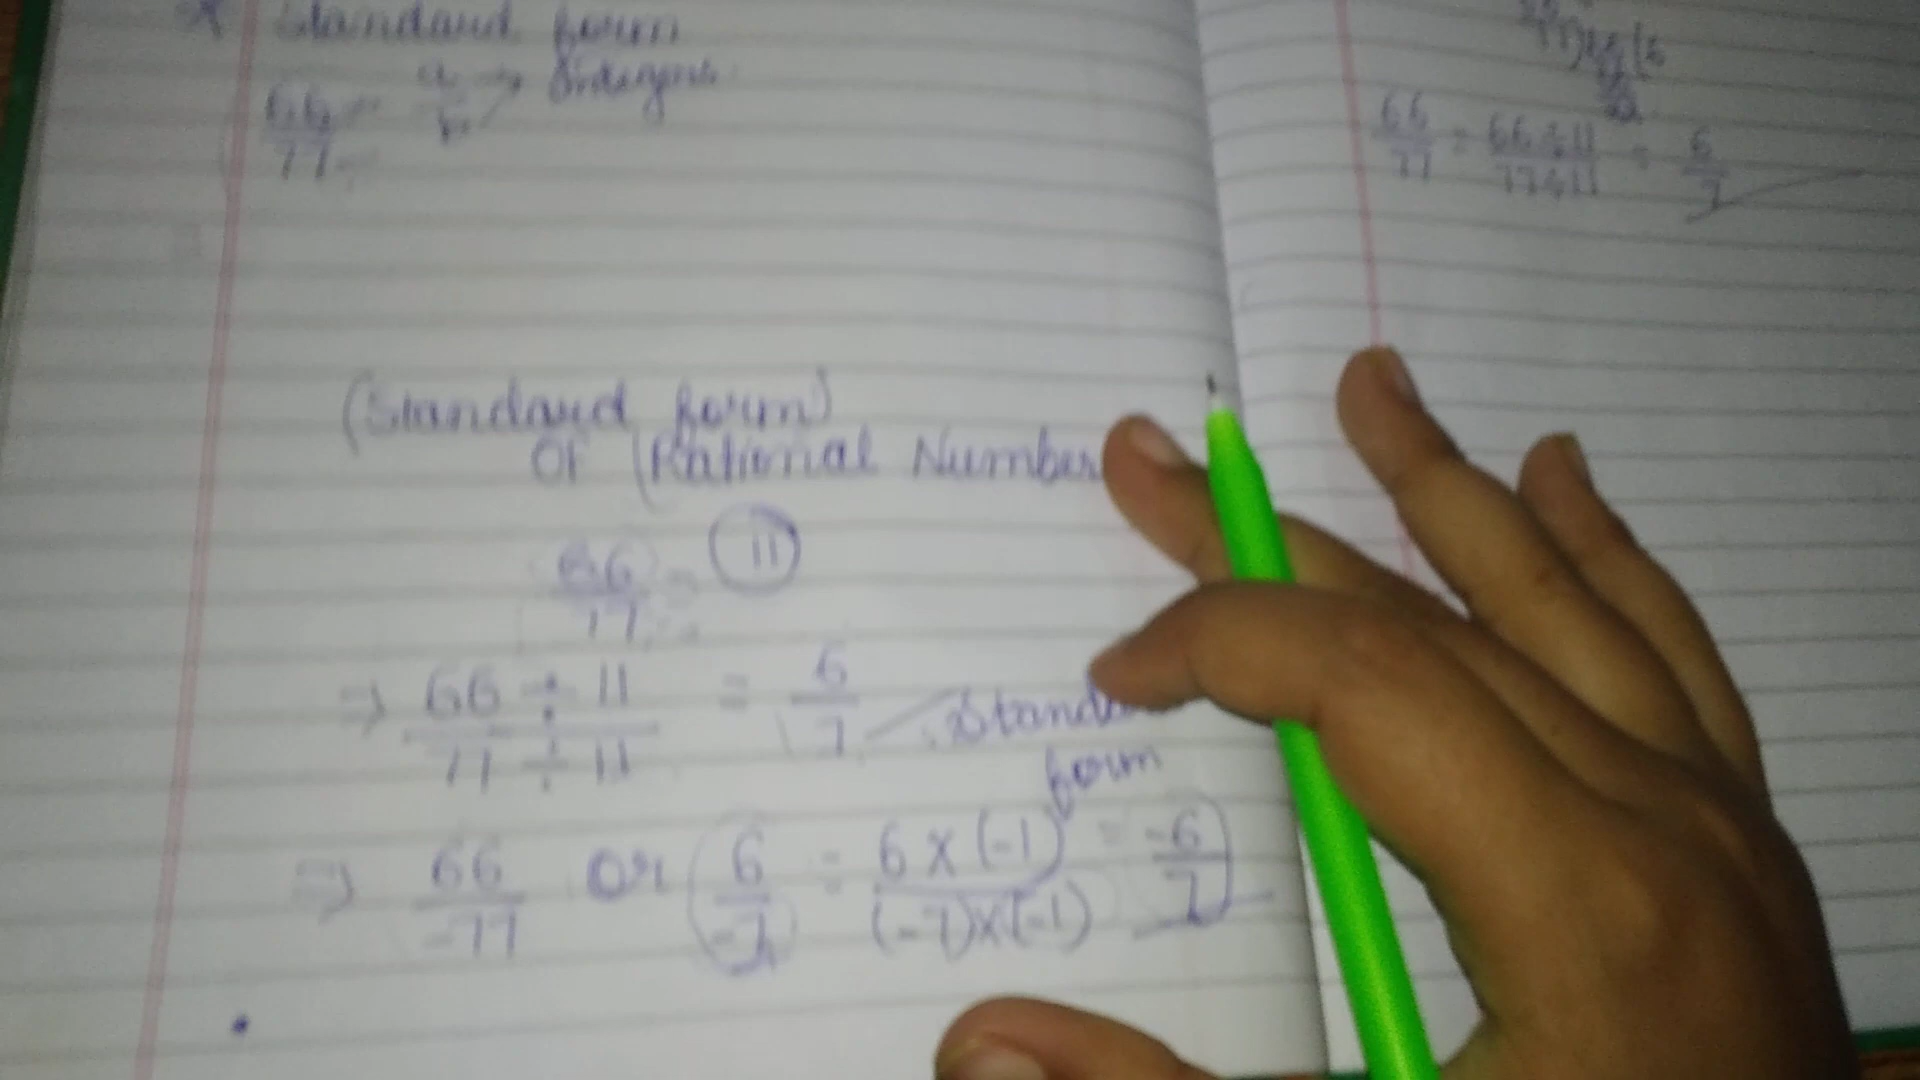 Standard form
66/77 = a/b → Integers
(Standard form)
Of (Rational Number
66/77 = 11
⇒ 66 ÷ 11 / 77 ÷ 11 = 6/7 Standa
form
⇒ 66/-77 Or 6/-7 = 6 x (-1) / (-7)x(-1) = -6/7
66/77 = 66÷11 / 77÷11 = 6/7